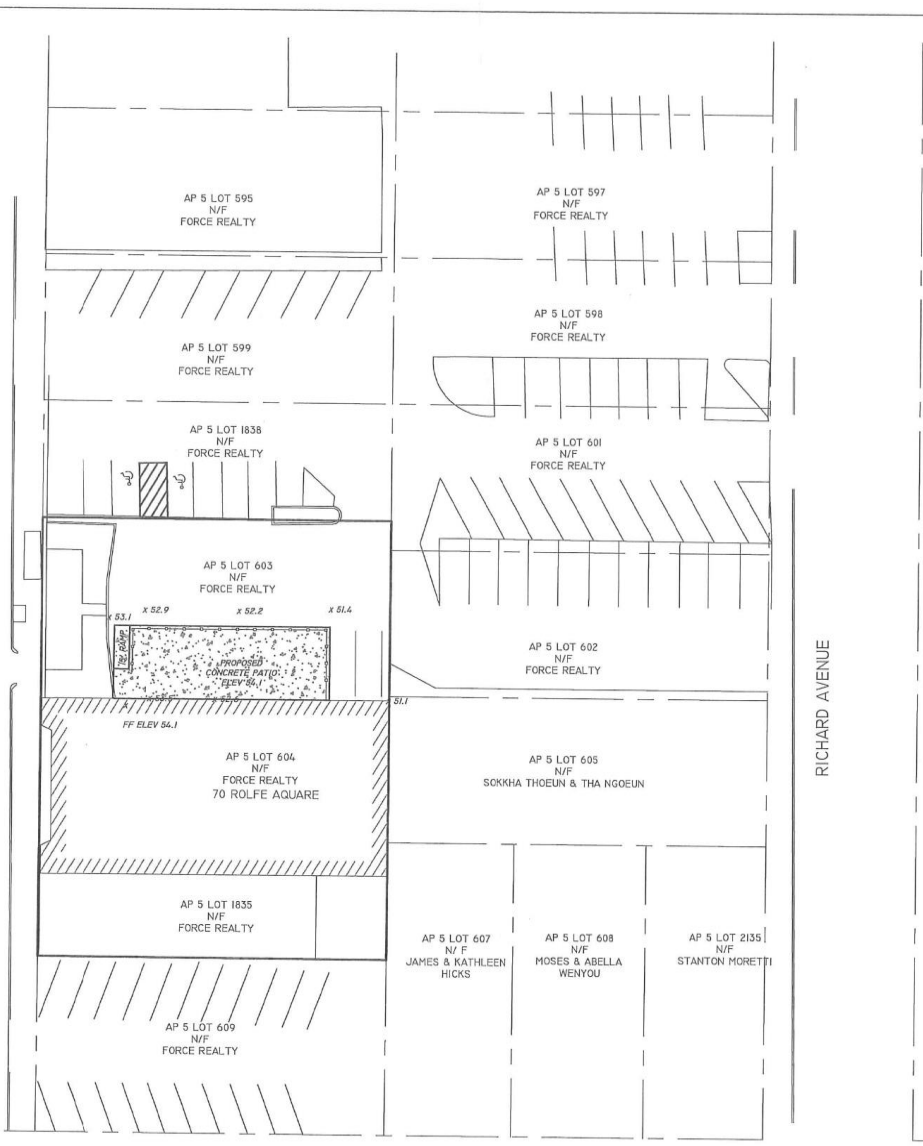 AP 5 LOT 595
N/F
FORCE REALTY
AP 5 LOT 597
N/F
FORCE REALTY
AP 5 LOT 598
N/F
FORCE REALTY
AP 5 LOT 599
N/F
FORCE REALTY
AP 5 LOT 1838
N/F
FORCE REALTY
AP 5 LOT 601
N/F
FORCE REALTY
AP 5 LOT 603
N/F
FORCE REALTY
x 53.1
x 52.9
x 52.2
x 51.4
RAMP
PROPOSED
CONCRETE PATIO
ELEV 54.1
51.1
FF ELEV 54.1
AP 5 LOT 602
N/F
FORCE REALTY
AP 5 LOT 604
N/F
FORCE REALTY
70 ROLFE AQUARE
AP 5 LOT 605
N/F
SOKKHA THOEUN & THA NGOEUN
RICHARD AVENUE
AP 5 LOT 1835
N/F
FORCE REALTY
AP 5 LOT 607
N/ F
JAMES & KATHLEEN
HICKS
AP 5 LOT 608
N/F
MOSES & ABELLA
WENYOU
AP 5 LOT 2135
N/F
STANTON MORETTI
AP 5 LOT 609
N/F
FORCE REALTY